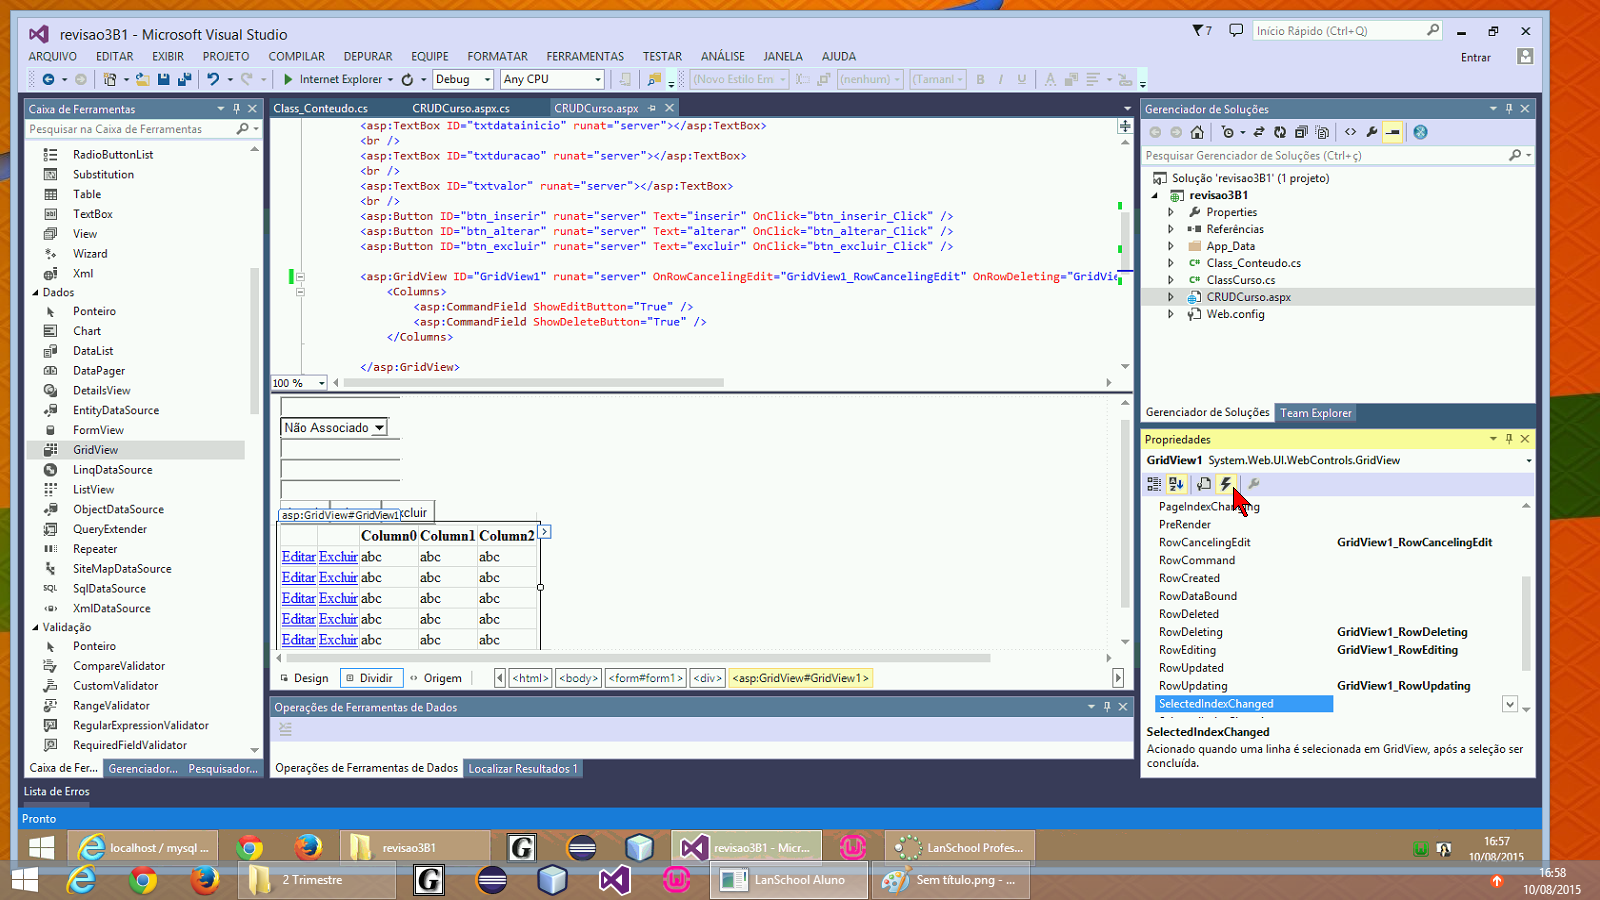 revisao3B1 - Microsoft Visual Studio
7
Início Rápido (Ctrl+Q)
ARQUIVO EDITAR EXIBIR PROJETO COMPILAR DEPURAR EQUIPE FORMATAR FERRAMENTAS TESTAR ANÁLISE JANELA AJUDA
Entrar
Internet Explorer Debug Any CPU (Novo Estilo Em (nenhum) (Tamanl B I U A
Caixa de Ferramentas
Pesquisar na Caixa de Ferramentas
RadioButtonList
Substitution
Table
TextBox
View
Wizard
Xml
Dados
Ponteiro
Chart
DataList
DataPager
DetailsView
EntityDataSource
FormView
GridView
LinqDataSource
ListView
ObjectDataSource
QueryExtender
Repeater
SiteMapDataSource
SqlDataSource
XmlDataSource
Validação
Ponteiro
CompareValidator
CustomValidator
RangeValidator
RegularExpressionValidator
RequiredFieldValidator
Caixa de Fer... Gerenciador... Pesquisador...
Class_Conteudo.cs CRUDCurso.aspx.cs CRUDCurso.aspx
<asp:TextBox ID="txtdatainicio" runat="server"></asp:TextBox>
<br />
<asp:TextBox ID="txtduracao" runat="server"></asp:TextBox>
<br />
<asp:TextBox ID="txtvalor" runat="server"></asp:TextBox>
<br />
<asp:Button ID="btn_inserir" runat="server" Text="inserir" OnClick="btn_inserir_Click" />
<asp:Button ID="btn_alterar" runat="server" Text="alterar" OnClick="btn_alterar_Click" />
<asp:Button ID="btn_excluir" runat="server" Text="excluir" OnClick="btn_excluir_Click" />
<asp:GridView ID="GridView1" runat="server" OnRowCancelingEdit="GridView1_RowCancelingEdit" OnRowDeleting="GridVie
<Columns>
<asp:CommandField ShowEditButton="True" />
<asp:CommandField ShowDeleteButton="True" />
</Columns>
</asp:GridView>
100 %
Não Associado
xcluir
asp:GridView#GridView1
Column0 Column1 Column2
Editar Excluir abc abc abc
Editar Excluir abc abc abc
Editar Excluir abc abc abc
Editar Excluir abc abc abc
Editar Excluir abc abc abc
Design Dividir Origem <html> <body> <form#form1> <div> <asp:GridView#GridView1>
Operações de Ferramentas de Dados
Operações de Ferramentas de Dados Localizar Resultados 1
Gerenciador de Soluções
Pesquisar Gerenciador de Soluções (Ctrl+ç)
Solução 'revisao3B1' (1 projeto)
revisao3B1
Properties
Referências
App_Data
Class_Conteudo.cs
ClassCurso.cs
CRUDCurso.aspx
Web.config
Gerenciador de Soluções Team Explorer
Propriedades
GridView1 System.Web.UI.WebControls.GridView
PageIndexChanging
PreRender
RowCancelingEdit GridView1_RowCancelingEdit
RowCommand
RowCreated
RowDataBound
RowDeleted
RowDeleting GridView1_RowDeleting
RowEditing GridView1_RowEditing
RowUpdated
RowUpdating GridView1_RowUpdating
SelectedIndexChanged
SelectedIndexChanged
Acionado quando uma linha é selecionada em GridView, após a seleção ser
concluída.
Lista de Erros
Pronto
localhost / mysql ... revisao3B1 G revisao3B1 - Micr... LanSchool Profes...
16:57
10/08/2015
2 Trimestre G LanSchool Aluno Sem título.png - ...
16:58
10/08/2015